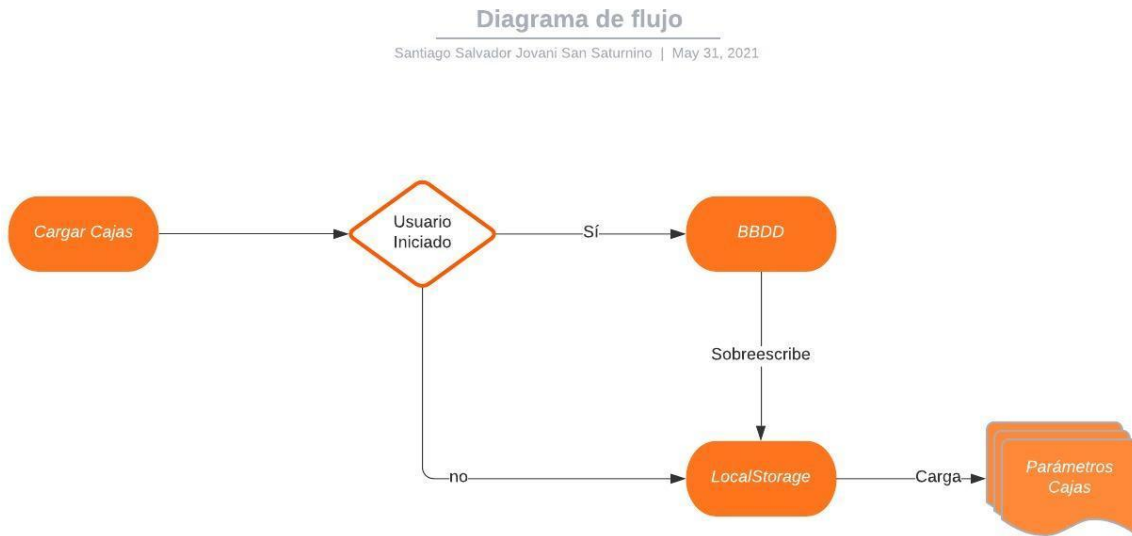 Diagrama de flujo
Santiago Salvador Jovani San Saturnino | May 31, 2021
Cargar Cajas
Usuario
Iniciado
Sí
BBDD
Sobreescribe
no
LocalStorage
Carga
Parámetros
Cajas